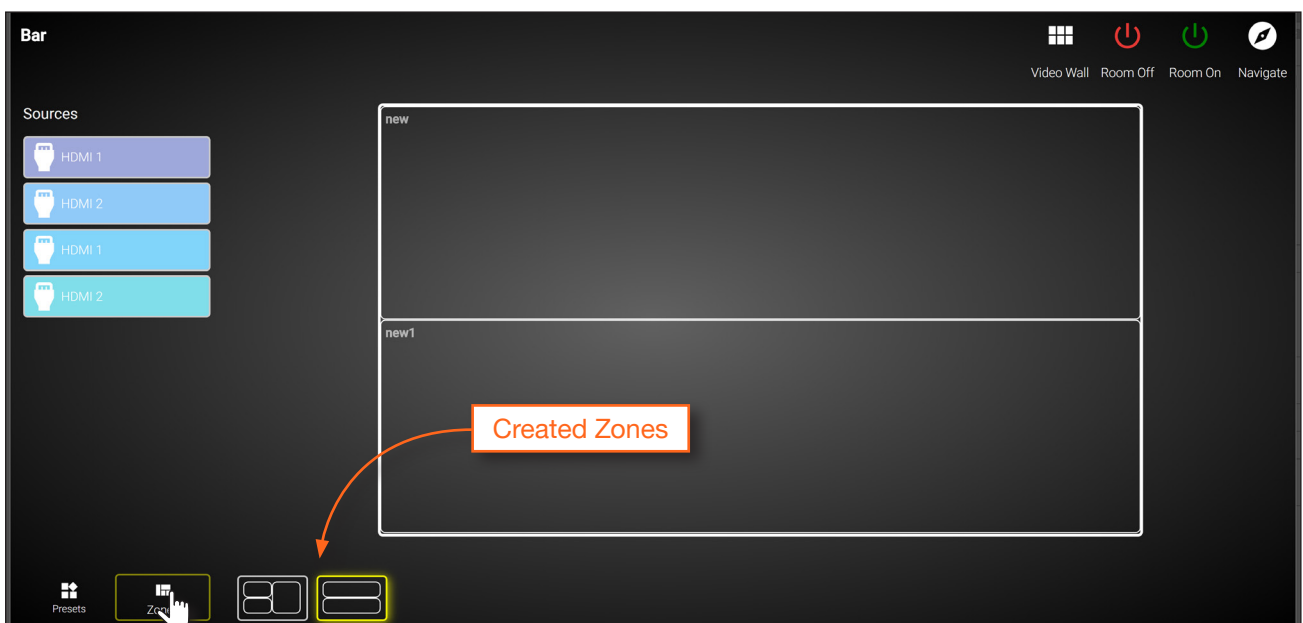 Bar
Video Wall
Room Off
Room On
Navigate
Sources
HDMI 1
HDMI 2
HDMI 1
HDMI 2
new
new1
Created Zones
Presets